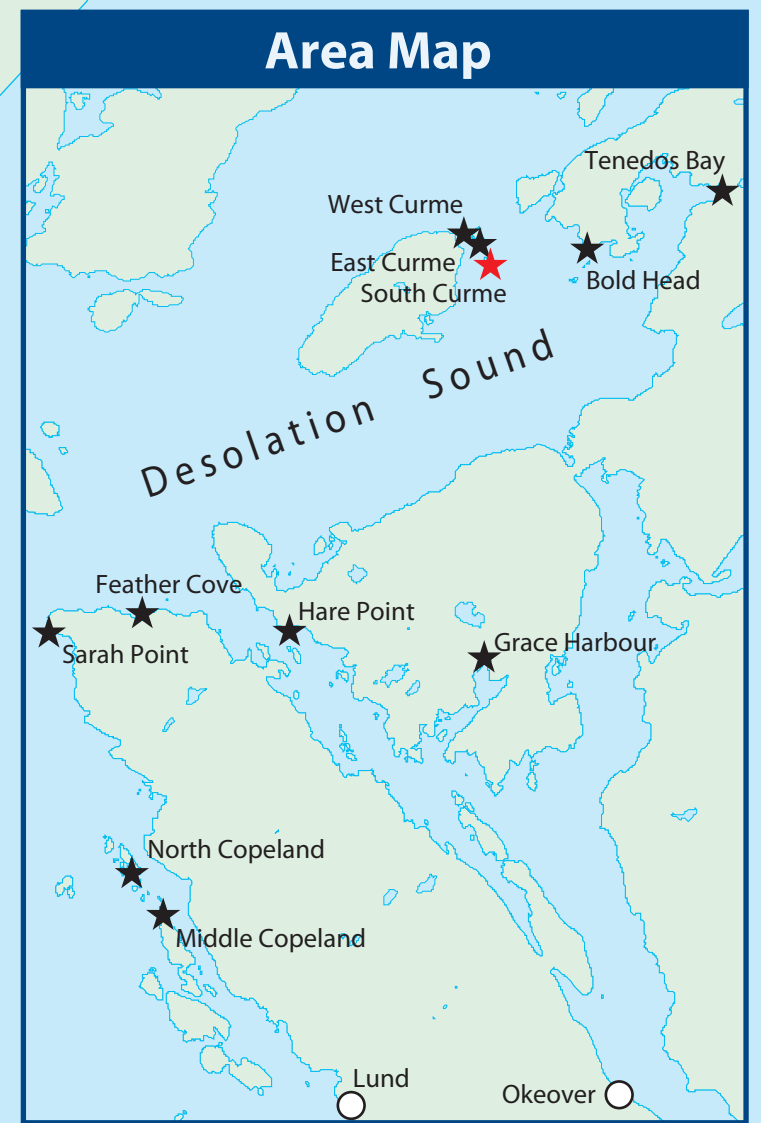 Area Map
Tenedos Bay
West Curme
East Curme
South Curme
Bold Head
Desolation Sound
Feather Cove
Hare Point
Sarah Point
Grace Harbour
North Copeland
Middle Copeland
Lund
Okeover